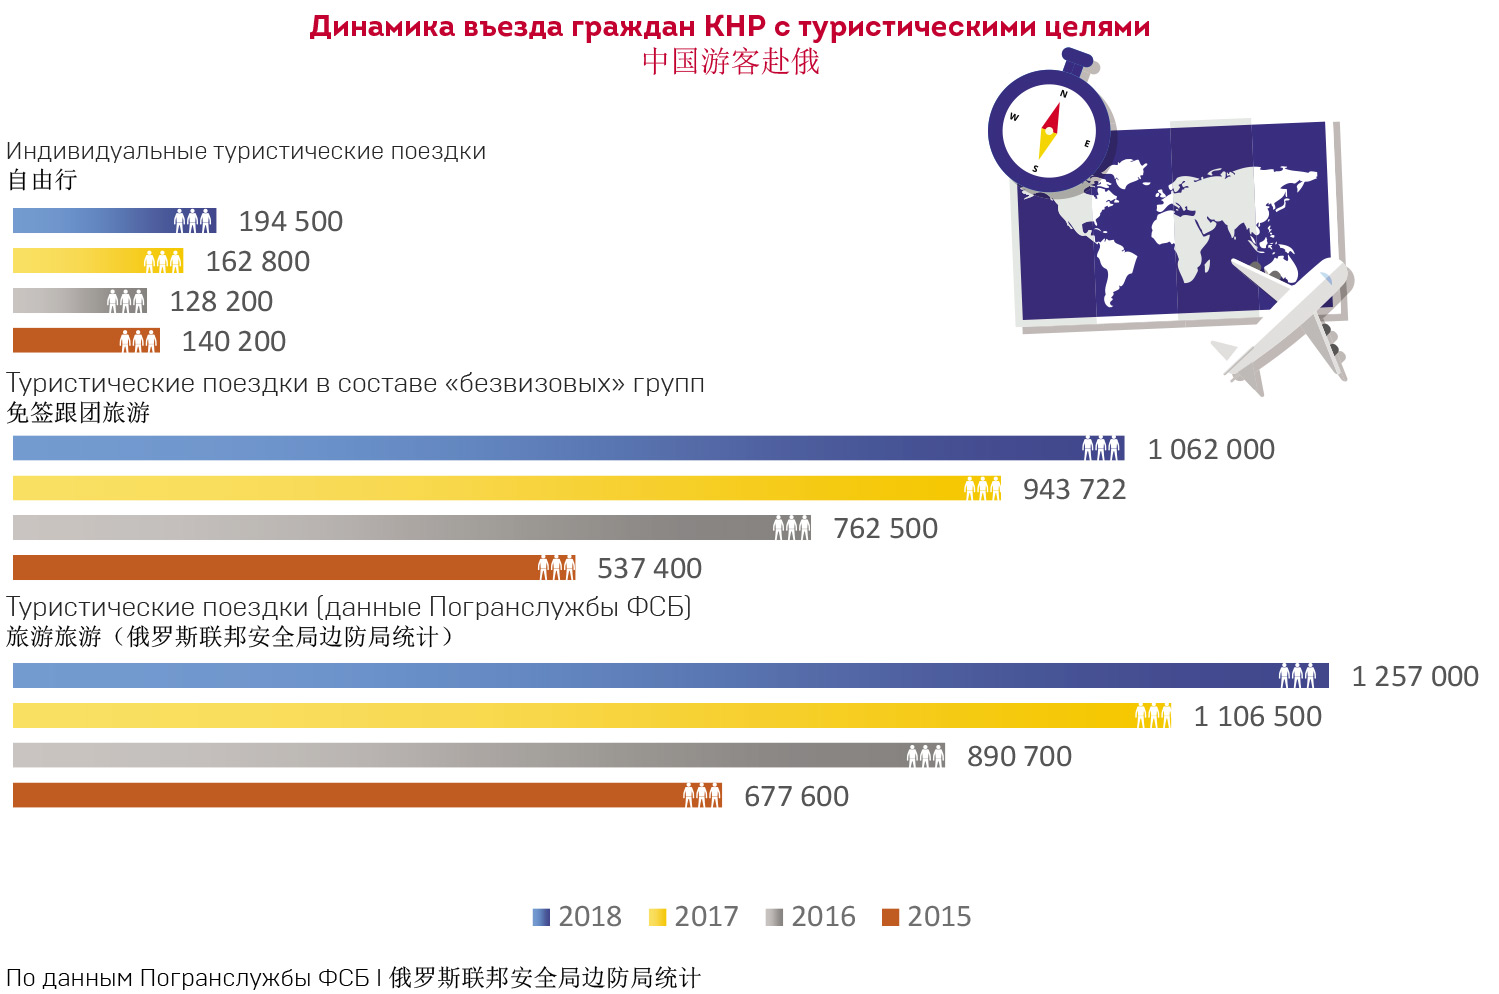 Динамика въезда граждан КНР с туристическими целями
中国游客赴俄
N
W
E
S
Индивидуальные туристические поездки
自由行
194 500
162 800
128 200
140 200
Туристические поездки в составе «безвизовых» групп
免签跟团旅游
1 062 000
943 722
762 500
537 400
Туристические поездки (данные Погранслужбы ФСБ)
旅游旅游（俄罗斯联邦安全局边防局统计）
1 257 000
1 106 500
890 700
677 600
2018 2017 2016 2015
По данным Погранслужбы ФСБ | 俄罗斯联邦安全局边防局统计